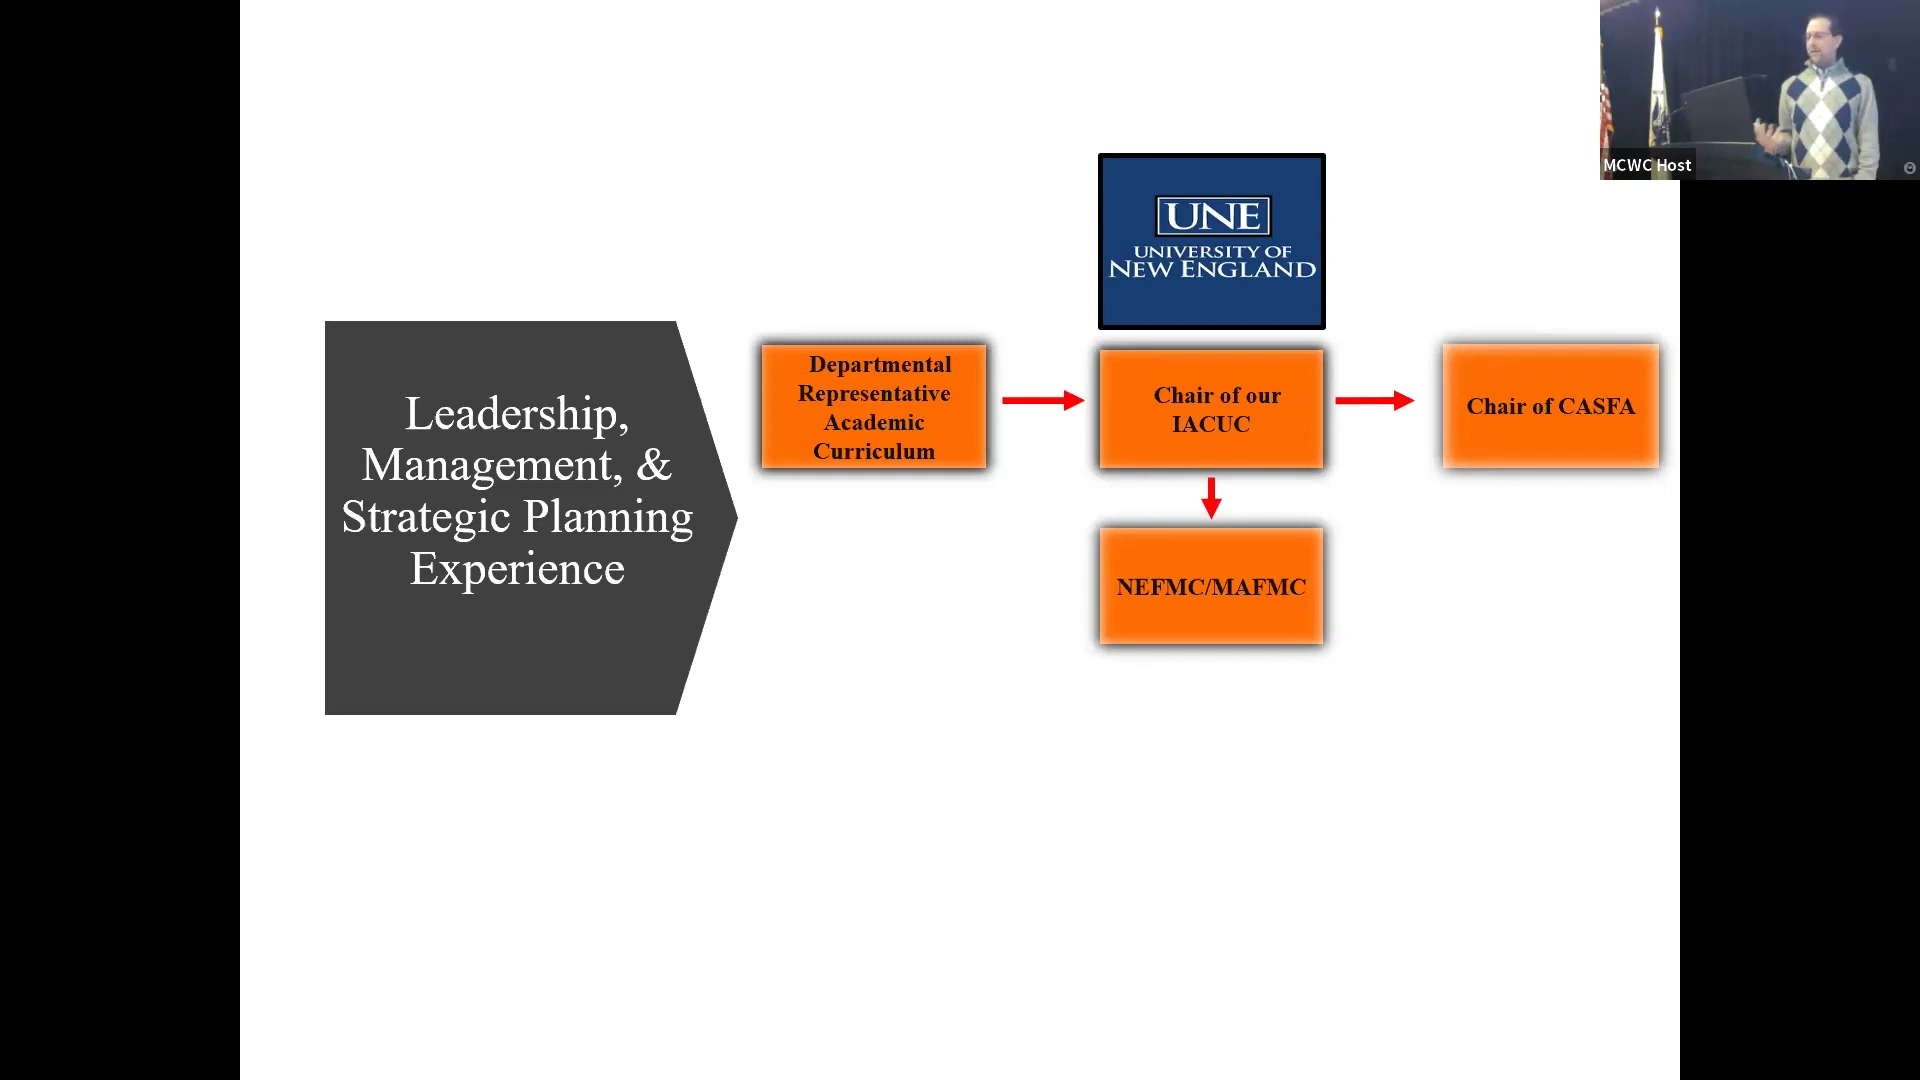 MCWC Host
UNE
UNIVERSITY OF
NEW ENGLAND
Leadership,
Management, &
Strategic Planning
Experience
Departmental
Representative
Academic
Curriculum
Chair of our
IACUC
Chair of CASFA
NEFMC/MAFMC